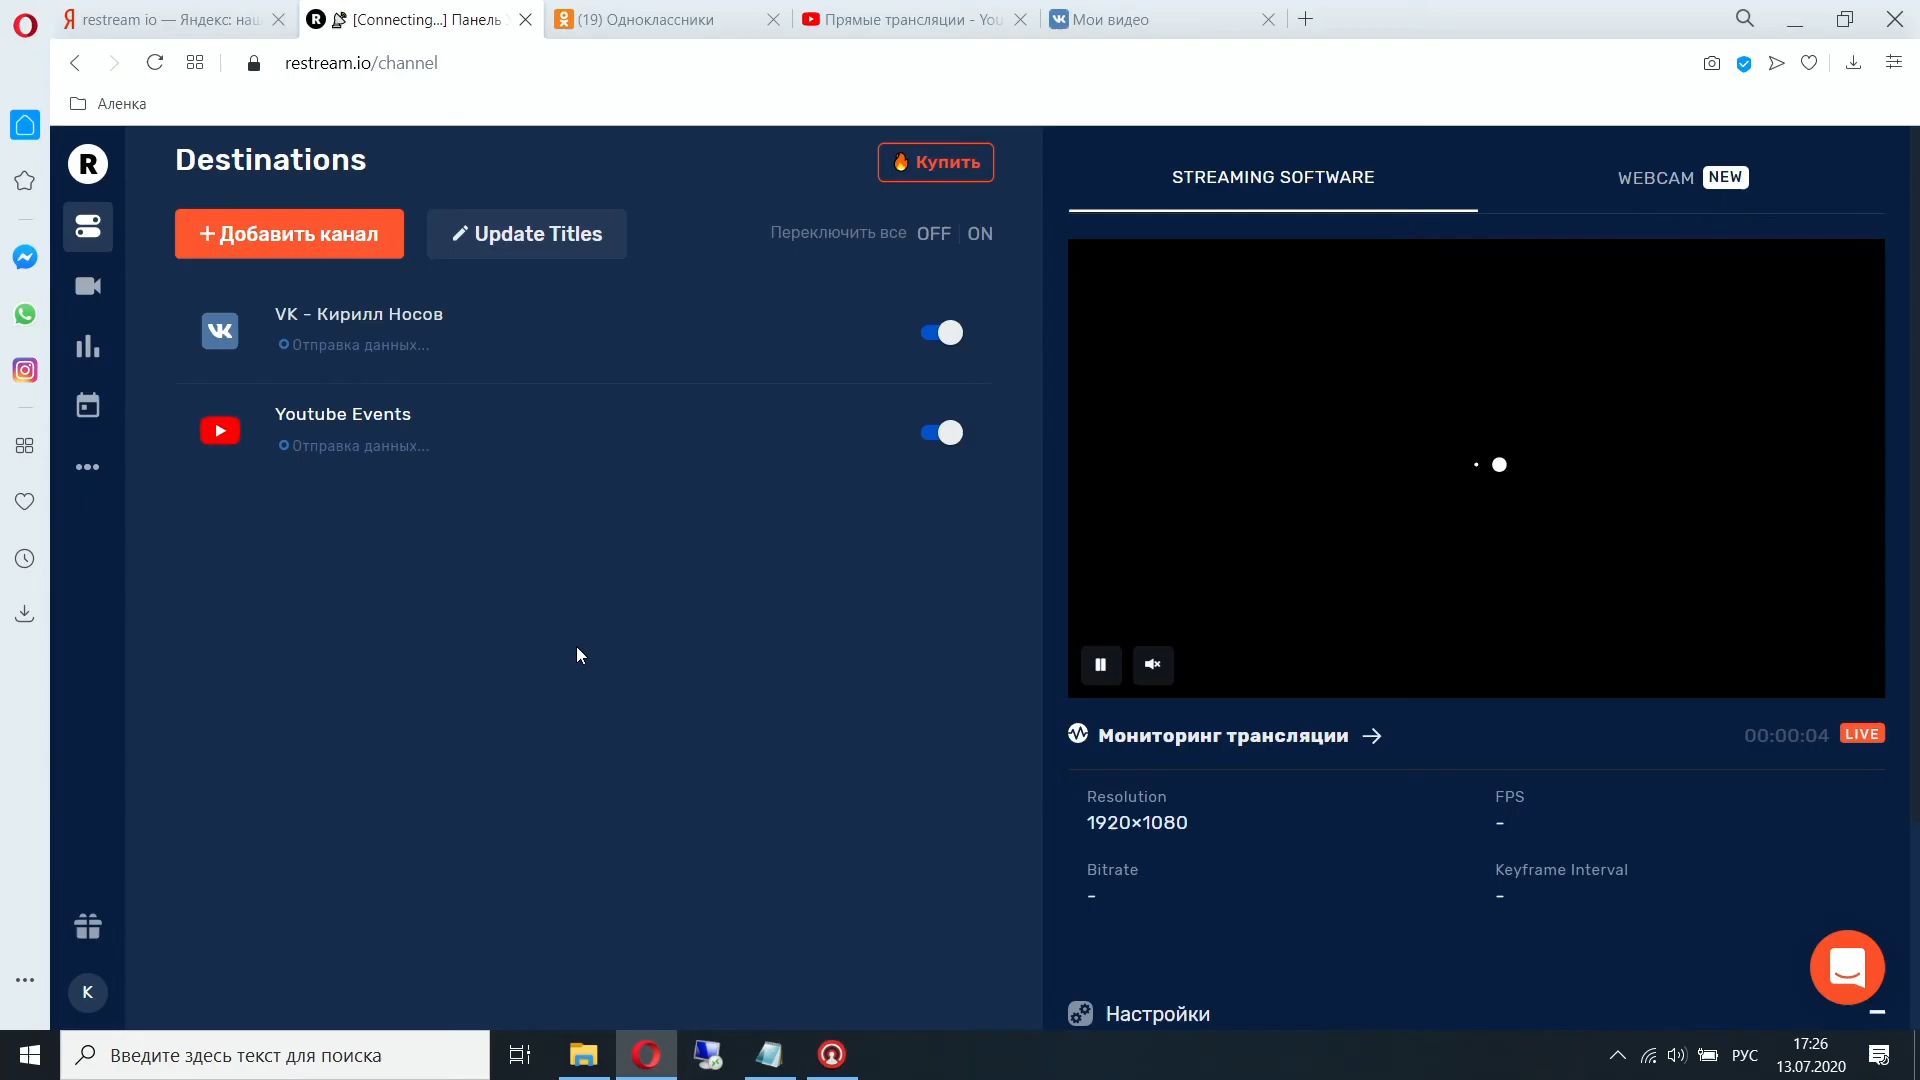 restream io — Яндекс: наш
[Connecting...] Панель
(19) Одноклассники
Прямые трансляции - You
Мои видео
restream.io/channel
Аленка
R
Destinations
Купить
+ Добавить канал
Update Titles
Переключить все OFF ON
VK - Кирилл Носов
Отправка данных...
Youtube Events
Отправка данных...
K
STREAMING SOFTWARE
WEBCAM NEW
Мониторинг трансляции
00:00:04 LIVE
Resolution
1920×1080
FPS
-
Bitrate
-
Keyframe Interval
-
Настройки
Введите здесь текст для поиска
РУС
17:26
13.07.2020